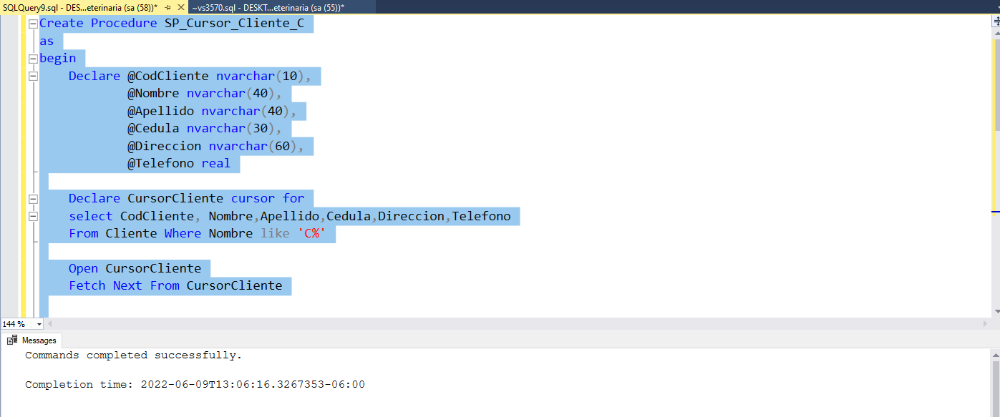 SQLQuery9.sql - DES...eterinaria (sa (58))* ~vs3570.sql - DESKT...eterinaria (sa (55))*
Create Procedure SP_Cursor_Cliente_C
as
begin
Declare @CodCliente nvarchar(10),
@Nombre nvarchar(40),
@Apellido nvarchar(40),
@Cedula nvarchar(30),
@Direccion nvarchar(60),
@Telefono real
Declare CursorCliente cursor for
select CodCliente, Nombre,Apellido,Cedula,Direccion,Telefono
From Cliente Where Nombre like 'C%'
Open CursorCliente
Fetch Next From CursorCliente
144 %
Messages
Commands completed successfully.
Completion time: 2022-06-09T13:06:16.3267353-06:00